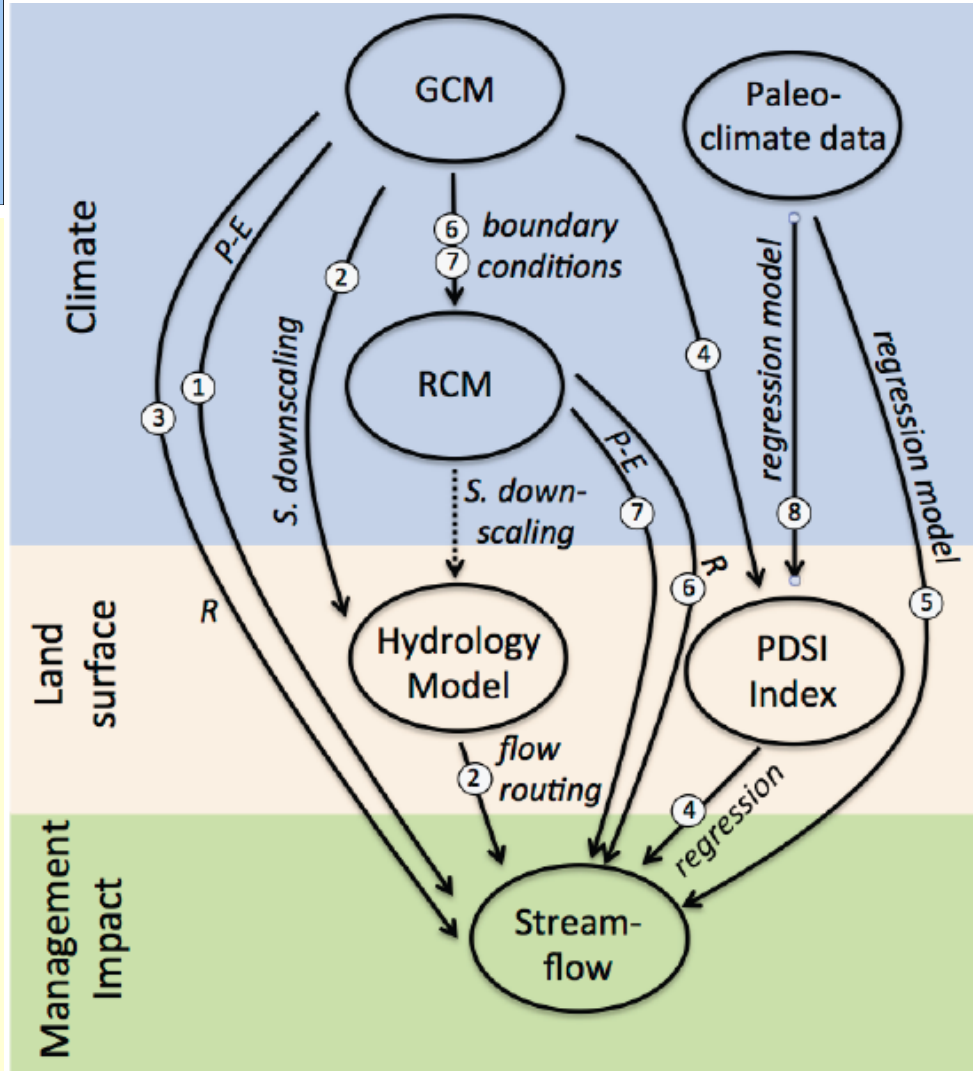 GCM
Paleo-
climate data
Climate
P-E
6
boundary
7
conditions
2
regression model
regression model
4
S. downscaling
RCM
1
3
P-E
S. down-
scaling
7
8
R
6
5
R
Land
surface
Hydrology
Model
PDSI
Index
flow
2
routing
4
regression
Management
Impact
Stream-
flow